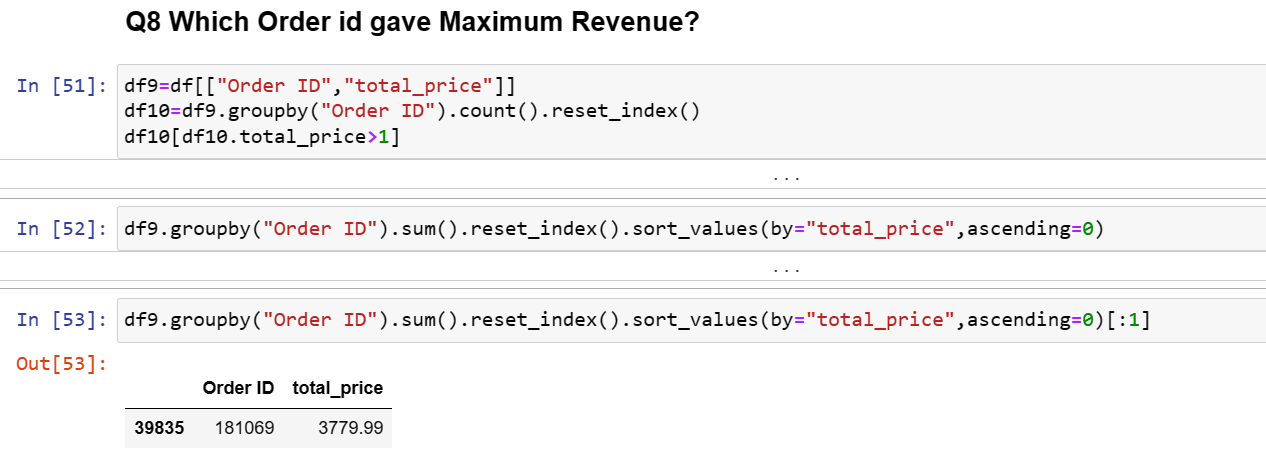 Q8 Which Order id gave Maximum Revenue?
In [51]: df9=df[["Order ID","total_price"]]
df10=df9.groupby("Order ID").count().reset_index()
df10[df10.total_price>1]
...
In [52]: df9.groupby("Order ID").sum().reset_index().sort_values(by="total_price",ascending=0)
...
In [53]: df9.groupby("Order ID").sum().reset_index().sort_values(by="total_price",ascending=0)[:1]
Out[53]:
Order ID total_price
39835 181069 3779.99